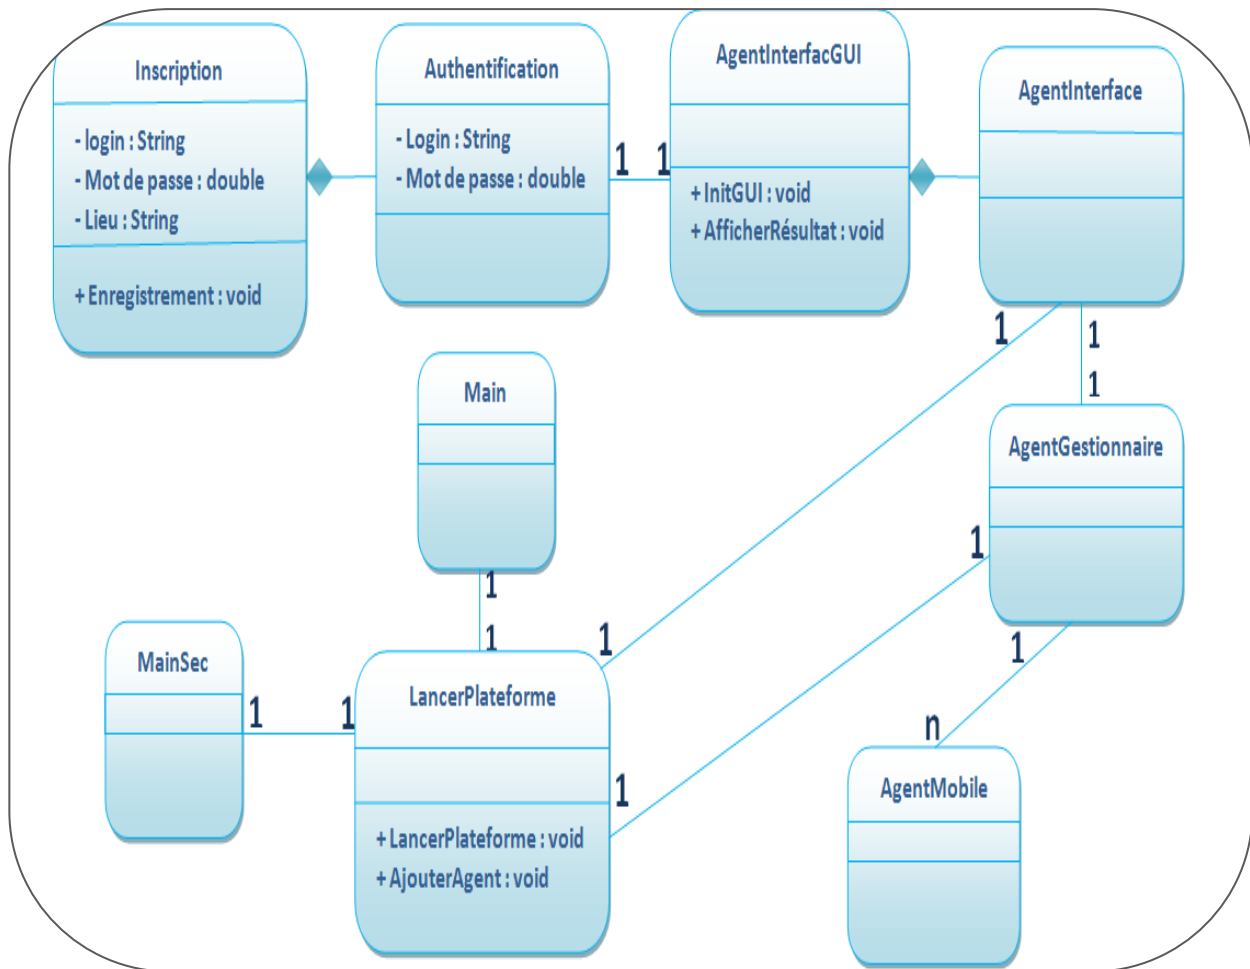 Inscription
- login : String
- Mot de passe : double
- Lieu : String
+ Enregistrement : void
Authentification
- Login : String
- Mot de passe : double
1 1
AgentInterfacGUI
+ InitGUI : void
+ AfficherRésultat : void
AgentInterface
1
1
1
1
AgentGestionnaire
1
1
1
1
n
AgentMobile
Main
1
1
MainSec
1 1
LancerPlateforme
+ LancerPlateforme : void
+ AjouterAgent : void